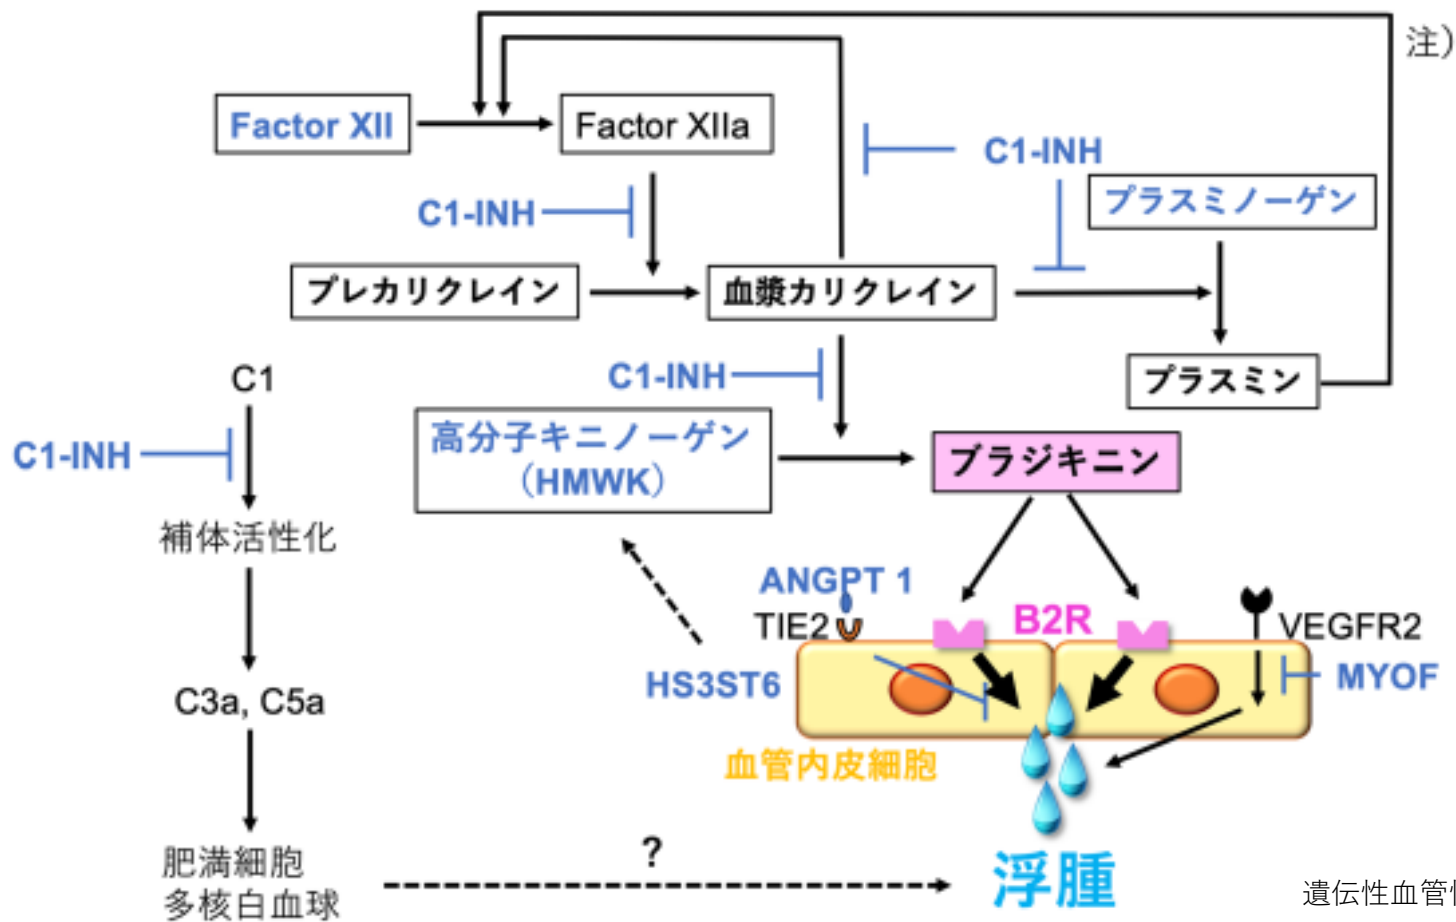 注）
Factor XII
Factor XIIa
C1-INH
C1-INH
プラスミノーゲン
プレカリクレイン
血漿カリクレイン
C1
C1-INH
プラスミン
C1-INH
高分子キニノーゲン
（HMWK）
ブラジキニン
補体活性化
ANGPT 1
TIE2
B2R
VEGFR2
HS3ST6
MYOF
C3a, C5a
血管内皮細胞
?
肥満細胞
多核白血球
浮腫
遺伝性血管